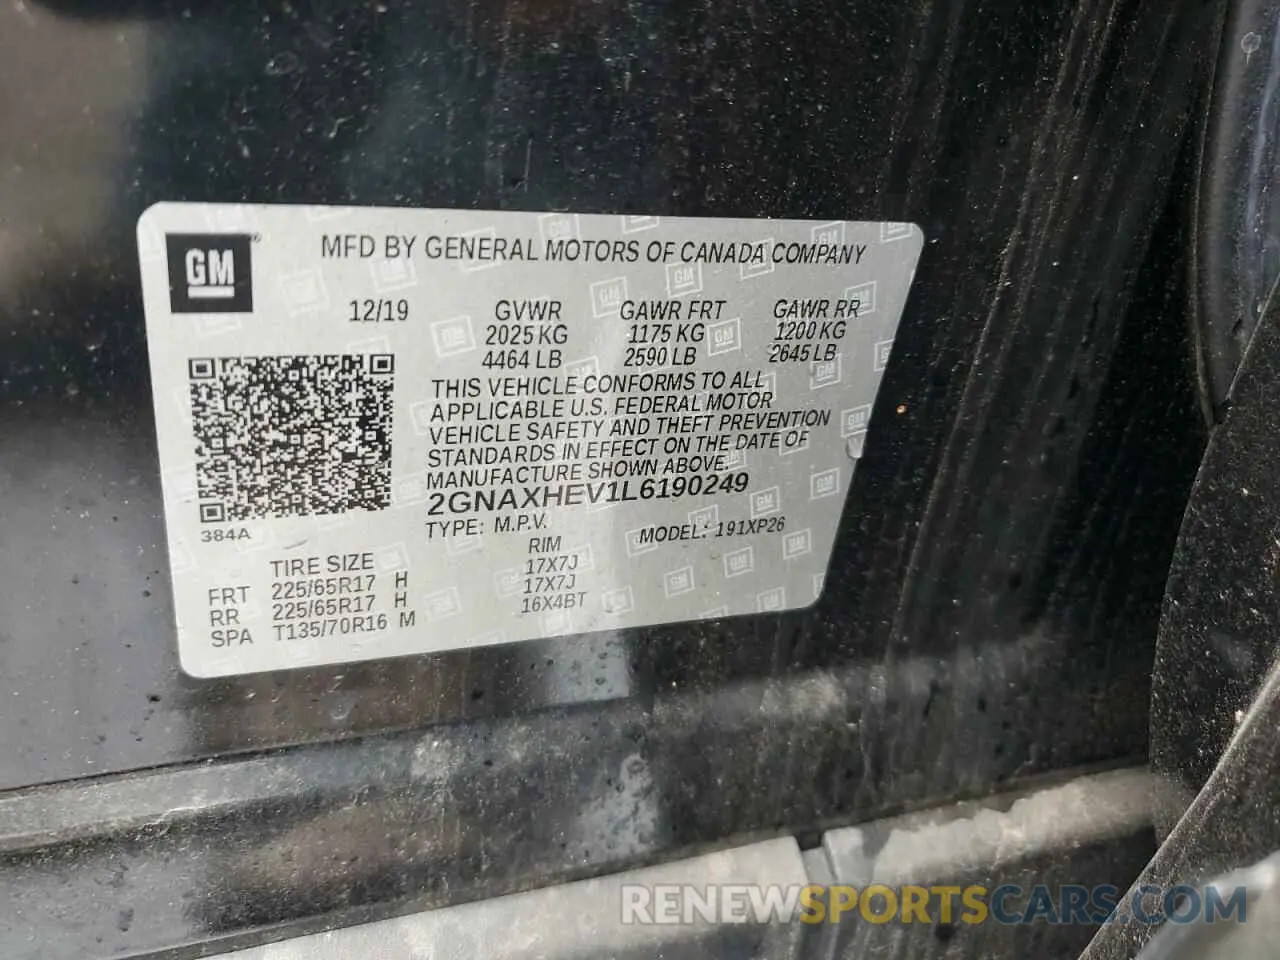 GM
MFD BY GENERAL MOTORS OF CANADA COMPANY
12/19 GVWR GAWR FRT GAWR RR
2025 KG 1175 KG 1200 KG
4464 LB 2590 LB 2645 LB
THIS VEHICLE CONFORMS TO ALL
APPLICABLE U.S. FEDERAL MOTOR
VEHICLE SAFETY AND THEFT PREVENTION
STANDARDS IN EFFECT ON THE DATE OF
MANUFACTURE SHOWN ABOVE.
2GNAXHEV1L6190249
384A
TYPE: M.P.V. MODEL: 191XP26
TIRE SIZE RIM
FRT 225/65R17 H 17X7J
RR 225/65R17 H 17X7J
SPA T135/70R16 M 16X4BT
RENEWSPORTSCARS.COM